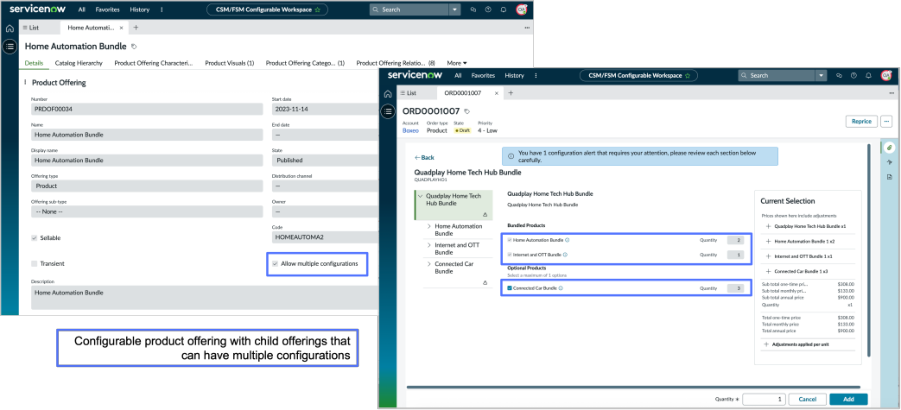 servicenow All Favorites History CSM/FSM Configurable Workspace Search
List Home Automati... × +
Home Automation Bundle
Details Catalog Hierarchy Product Offering Characteri... Product Visuals (1) Product Offering Catego... (1) Product Offering Relatio... (8) More
Product Offering
Number
PRDOF00034
Start date
2023-11-14
Name
Home Automation Bundle
End date
--
Display name
Home Automation Bundle
State
Published
Offering type
Product
Distribution channel
--
Offering sub-type
-- None --
Owner
--
Code
HOMEAUTOMA2
Sellable
Transient
Allow multiple configurations
Description
Home Automation Bundle
Configurable product offering with child offerings that
can have multiple configurations
servicenow All Favorites History CSM/FSM Configurable Workspace Search
List ORD0001007 × +
ORD0001007
Account Order type State Priority
Boxeo Product Draft 4 - Low
Reprice ...
Back
You have 1 configuration alert that requires your attention, please review each section below
carefully.
Quadplay Home Tech Hub Bundle
Quadplay Home Tech
Hub Bundle
Home Automation
Bundle
Internet and OTT
Bundle
Connected Car
Bundle
Quadplay Home Tech Hub Bundle
Quadplay Home Tech Hub Bundle
Bundled Products
Home Automation Bundle Quantity 2
Internet and OTT Bundle Quantity 1
Optional Products
Select a maximum of 1 options
Connected Car Bundle Quantity 3
Current Selection
Prices shown here include adjustments
+ Quadplay Home Tech Hub Bundle x1
+ Home Automation Bundle 1 x2
+ Internet and OTT Bundle 1 x1
+ Connected Car Bundle 1 x3
Sub total one-time pri... $308.00
Sub total monthly pri... $135.00
Sub total annual price $900.00
Quantity x1
Total one-time price $308.00
Total monthly price $135.00
Total annual price $900.00
+ Adjustments applied per unit
Quantity 1 Cancel Add